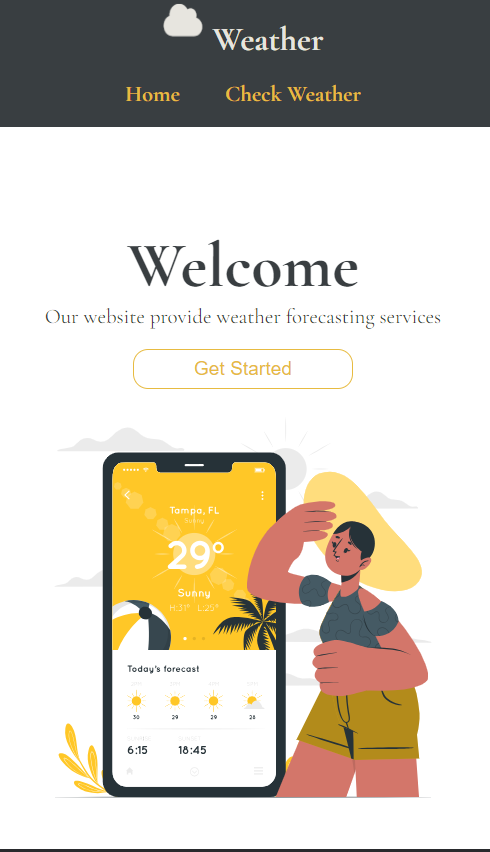 Weather
Home Check Weather
Welcome
Our website provide weather forecasting services
Get Started
Tampa, FL
Sunny
29°
Sunny
H:31° L:25°
Today's forecast
30 29 29 28
SUNSET
6:15 18:45